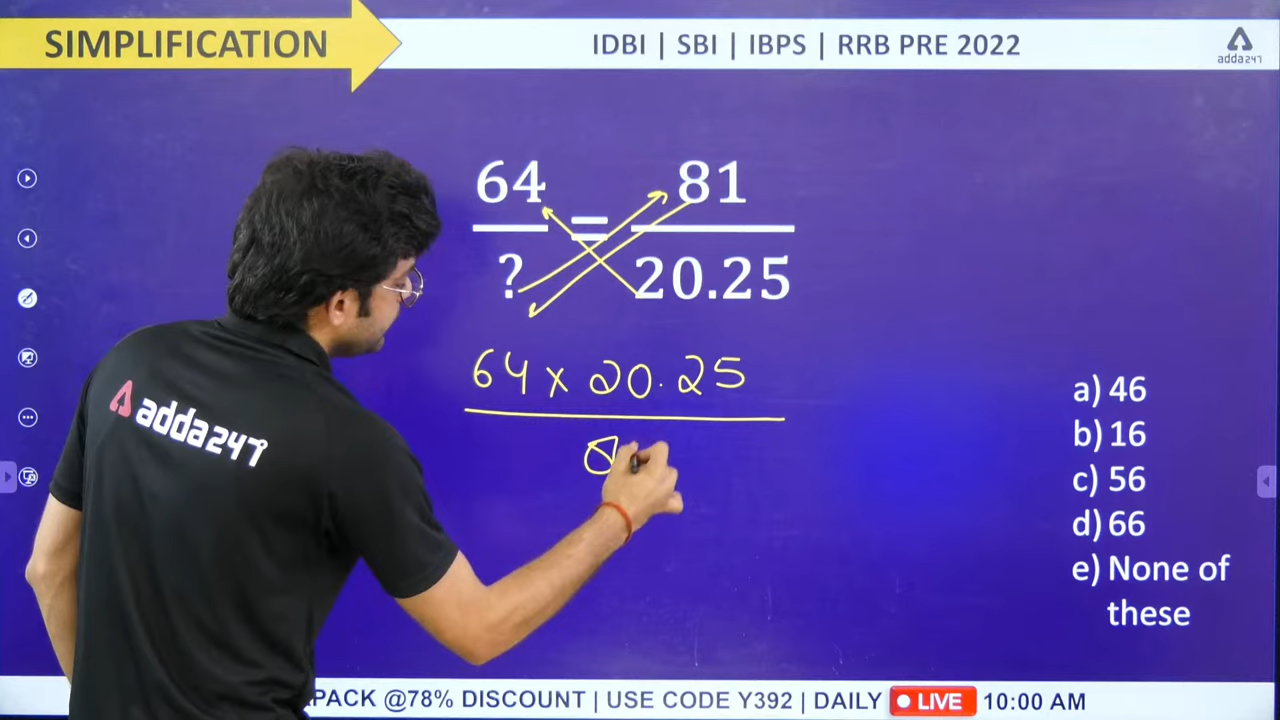 SIMPLIFICATION
IDBI | SBI | IBPS | RRB PRE 2022
adda247
64 81
=
? 20.25
64 x 20.25
8
adda247
a) 46
b) 16
c) 56
d) 66
e) None of
these
PACK @78% DISCOUNT | USE CODE Y392 | DAILY LIVE 10:00 AM